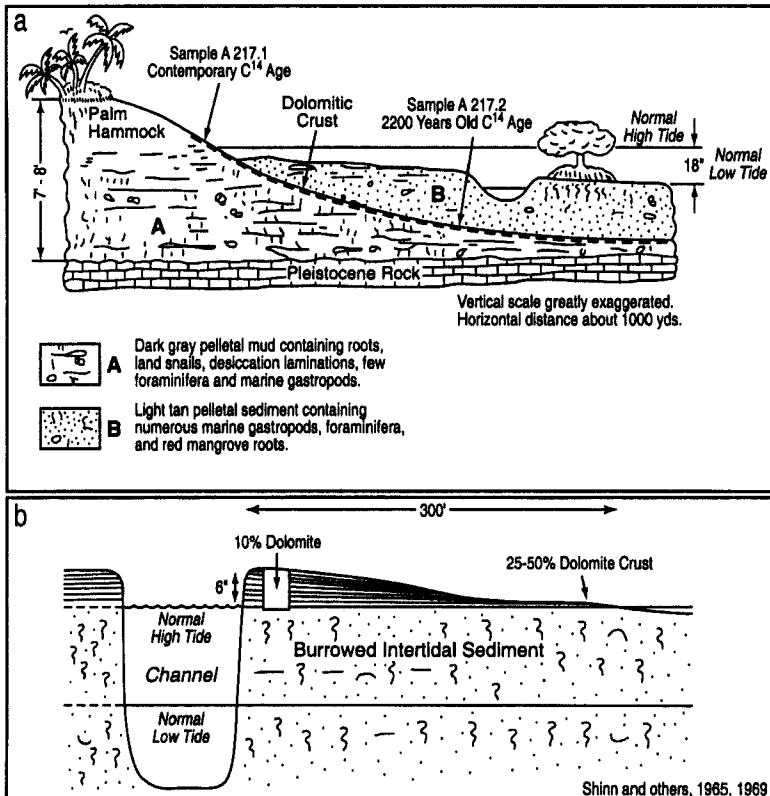 a
Sample A 217.1
Contemporary C14 Age
Dolomitic
Crust
Sample A 217.2
2200 Years Old C14 Age
Normal
High Tide
Palm
Hammock
18"
Normal
Low Tide
7' - 8'
A
B
Pleistocene Rock
Vertical scale greatly exaggerated.
Horizontal distance about 1000 yds.
A
Dark gray pelletal mud containing roots,
land snails, desiccation laminations, few
foraminifera and marine gastropods.
B
Light tan pelletal sediment containing
numerous marine gastropods, foraminifera,
and red mangrove roots.
b
300'
10% Dolomite
25-50% Dolomite Crust
6"
Normal
High Tide
Burrowed Intertidal Sediment
Channel
Normal
Low Tide
Shinn and others, 1965, 1969